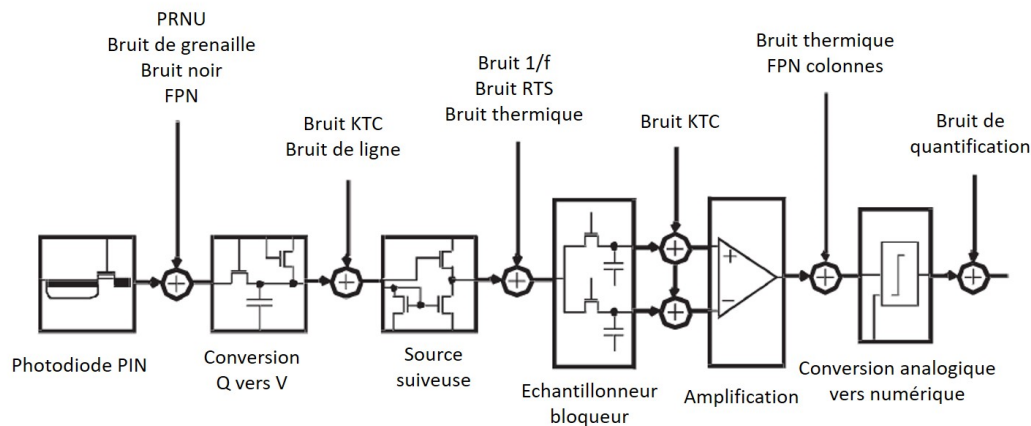 PRNU
Bruit de grenaille
Bruit noir
FPN
Bruit KTC
Bruit de ligne
Bruit 1/f
Bruit RTS
Bruit thermique
Bruit KTC
Bruit thermique
FPN colonnes
Bruit de
quantification
Photodiode PIN
Conversion
Q vers V
Source
suiveuse
Echantillonneur
bloqueur
Amplification
Conversion analogique
vers numérique